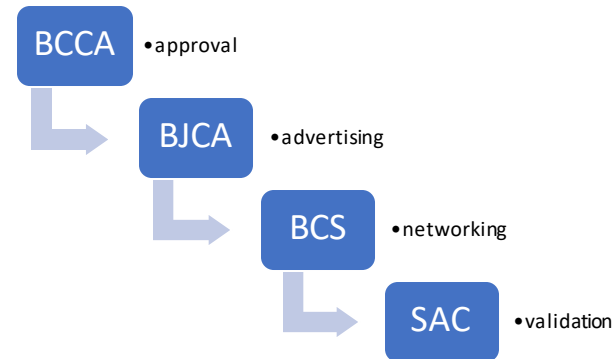 BCCA •approval
BJCA •advertising
BCS •networking
SAC •validation